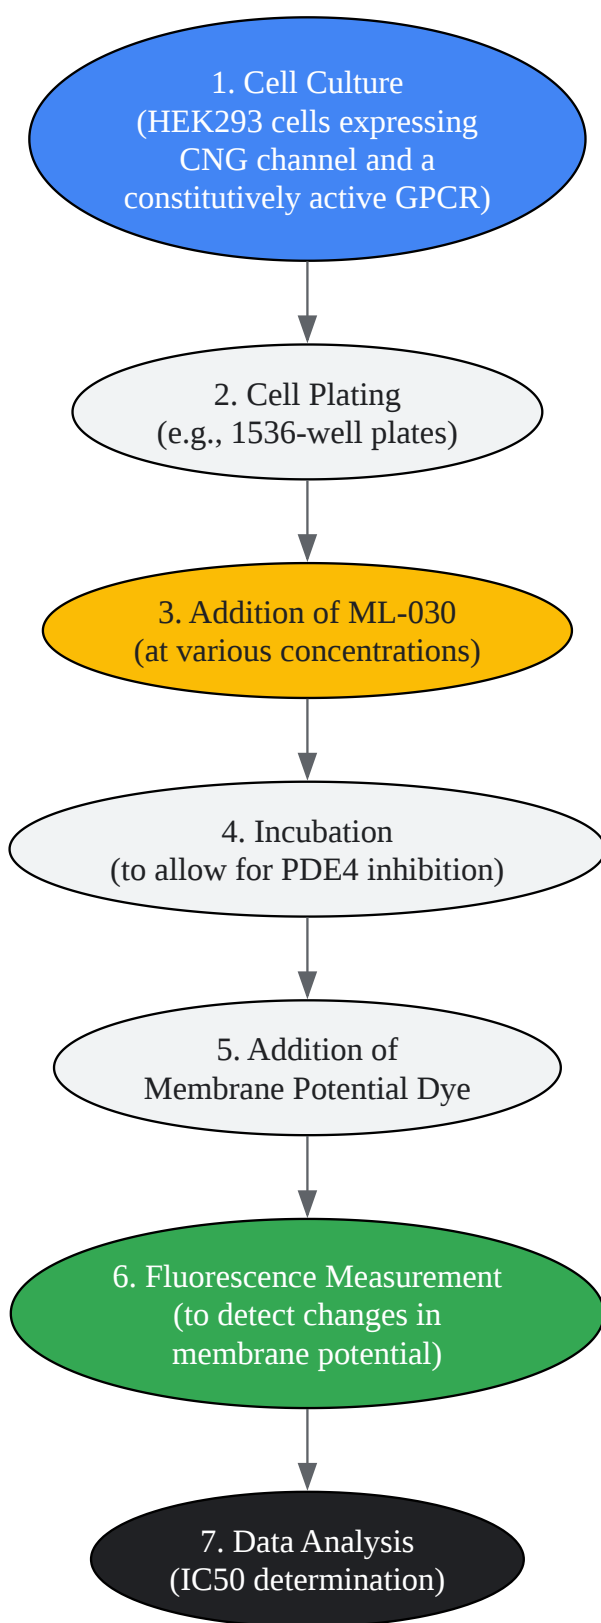 1. Cell Culture
(HEK293 cells expressing
CNG channel and a
constitutively active GPCR)
2. Cell Plating
(e.g., 1536-well plates)
3. Addition of ML-030
(at various concentrations)
4. Incubation
(to allow for PDE4 inhibition)
5. Addition of
Membrane Potential Dye
6. Fluorescence Measurement
(to detect changes in
membrane potential)
7. Data Analysis
(IC50 determination)